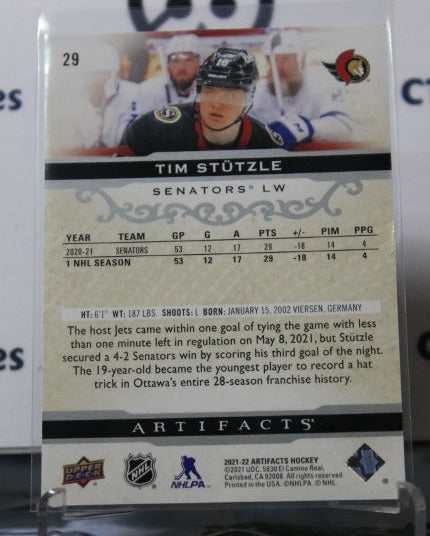 29
18
TIM STÜTZLE
SENATORS® LW
YEAR TEAM GP G A PTS +/- PIM PPG
2020-21 SENATORS 53 12 17 29 -18 14 4
1 NHL SEASON 53 12 17 29 -18 14 4
HT: 6'1" WT: 187 LBS. SHOOTS: L BORN: JANUARY 15, 2002 VIERSEN, GERMANY
The host Jets came within one goal of tying the game with less
than one minute left in regulation on May 8, 2021, but Stützle
secured a 4-2 Senators win by scoring his third goal of the night.
The 19-year-old became the youngest player to record a hat
trick in Ottawa's entire 28-season franchise history.
ARTIFACTS
UPPER DECK
NHL
NHLPA
2021-22 ARTIFACTS HOCKEY
©2021 UDC. 5830 El Camino Real,
Carlsbad, CA 92008. All rights reserved.
Printed in the USA. ©NHLPA. © NHL.